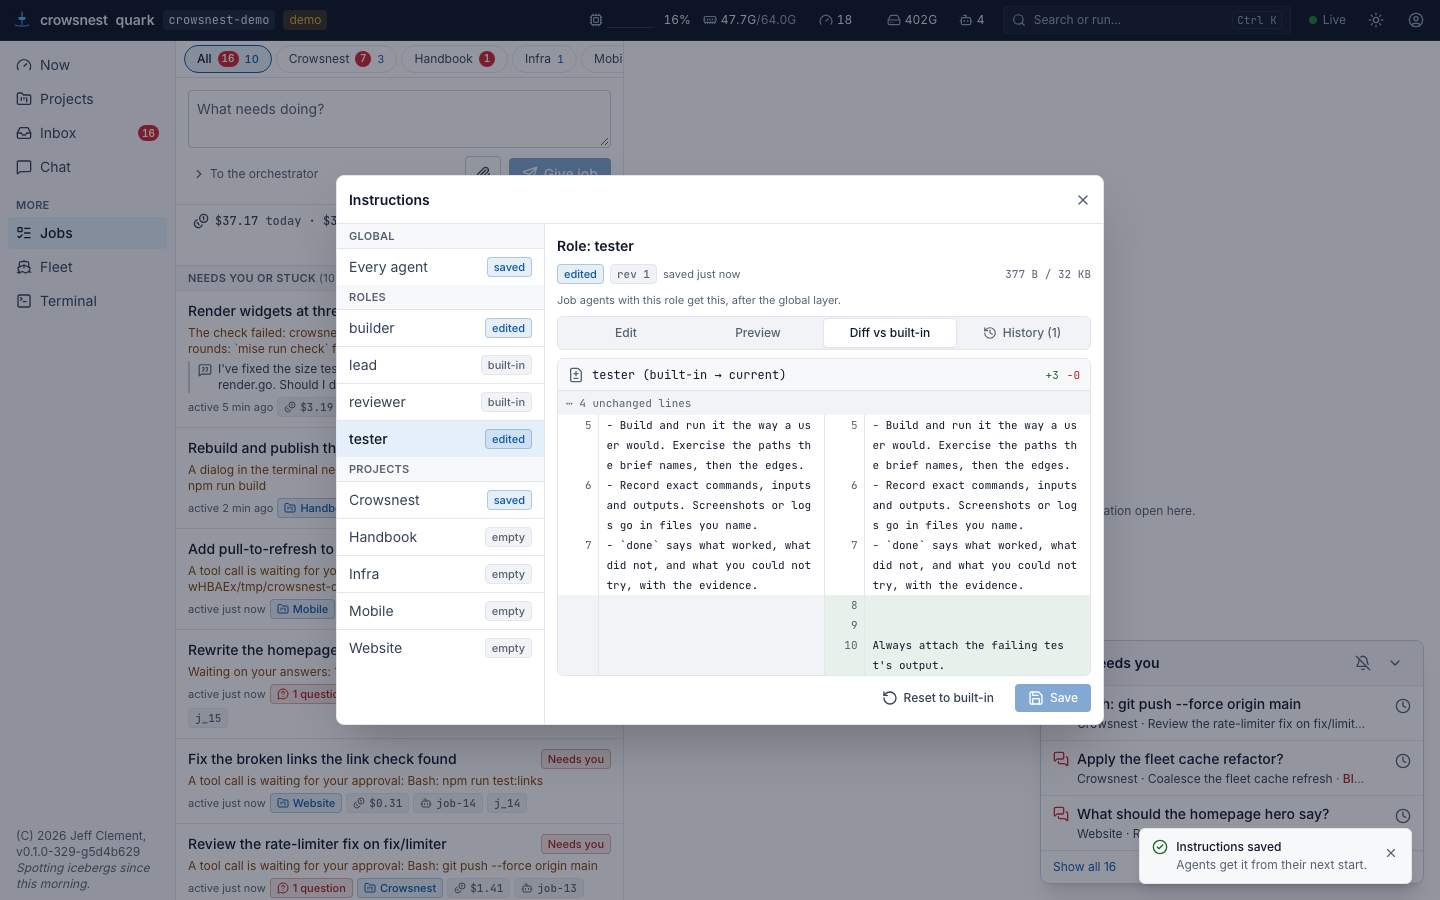 crowsnest quark crowsnest-demo demo
16% 47.7G/64.0G 18 402G 4 Search or run... Ctrl K Live
Now
Projects
Inbox 16
Chat
MORE
Jobs
Fleet
Terminal
(C) 2026 Jeff Clement,
v0.1.0-329-g5d4b629
Spotting icebergs since
this morning.
All 16 10 Crowsnest 7 3 Handbook 1 Infra 1 Mobi
What needs doing?
To the orchestrator Give job
$37.17 today · $3
NEEDS YOU OR STUCK (10
Render widgets at thre
The check failed: crowsne
rounds: `mise run check` f
I've fixed the size tes
render.go. Should I d
active 5 min ago $3.19
Rebuild and publish th
A dialog in the terminal ne
npm run build
active 2 min ago Handb
Add pull-to-refresh to
A tool call is waiting for yo
wHBAEx/tmp/crowsnest-d
active just now Mobile
Rewrite the homepage
Waiting on your answers:
active just now 1 questio
j_15
Fix the broken links the link check found Needs you
A tool call is waiting for your approval: Bash: npm run test:links
active just now Website $0.31 job-14 j_14
Review the rate-limiter fix on fix/limiter Needs you
A tool call is waiting for your approval: Bash: git push --force origin main
active just now 1 question Crowsnest $1.41 job-13
Instructions
GLOBAL
Every agent saved
ROLES
builder edited
lead built-in
reviewer built-in
tester edited
PROJECTS
Crowsnest saved
Handbook empty
Infra empty
Mobile empty
Website empty
Role: tester
edited rev 1 saved just now 377 B / 32 KB
Job agents with this role get this, after the global layer.
Edit Preview Diff vs built-in History (1)
tester (built-in → current) +3 -0
⋯ 4 unchanged lines
5 - Build and run it the way a us 5 - Build and run it the way a us
er would. Exercise the paths th er would. Exercise the paths th
e brief names, then the edges. e brief names, then the edges.
6 - Record exact commands, inputs 6 - Record exact commands, inputs
and outputs. Screenshots or log and outputs. Screenshots or log
s go in files you name. s go in files you name.
7 - `done` says what worked, what 7 - `done` says what worked, what
did not, and what you could not did not, and what you could not
try, with the evidence. try, with the evidence.
8
9
10 Always attach the failing tes
t's output.
Reset to built-in Save
ation open here.
eeds you
h: git push --force origin main
Crowsnest · Review the rate-limiter fix on fix/limit...
Apply the fleet cache refactor?
Crowsnest · Coalesce the fleet cache refresh · Bl...
What should the homepage hero say?
Website · R
Show all 16
Instructions saved
Agents get it from their next start.